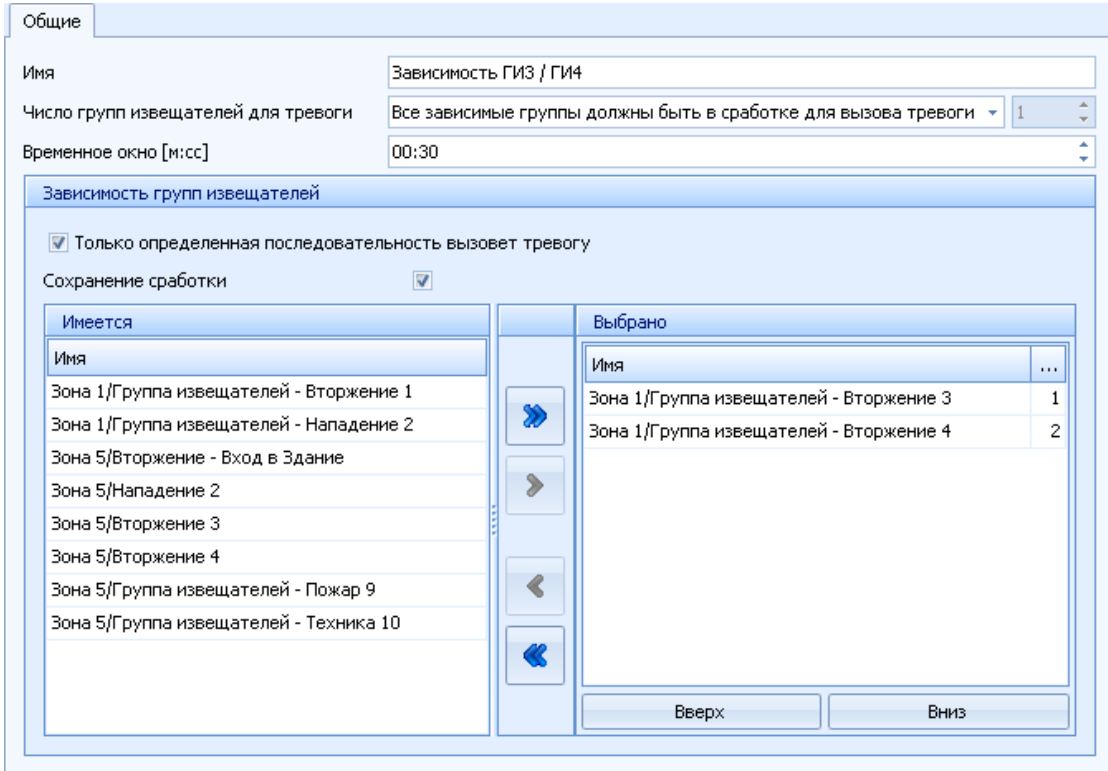 Общие
Имя
Зависимость ГИЗ / ГИ4
Число групп извещателей для тревоги
Все зависимые группы должны быть в сработке для вызова тревоги
1
Временное окно [м:сс]
00:30
Зависимость групп извещателей
Только определенная последовательность вызовет тревогу
Сохранение сработки
Имеется
Имя
Зона 1/Группа извещателей - Вторжение 1
Зона 1/Группа извещателей - Нападение 2
Зона 5/Вторжение - Вход в Здание
Зона 5/Нападение 2
Зона 5/Вторжение 3
Зона 5/Вторжение 4
Зона 5/Группа извещателей - Пожар 9
Зона 5/Группа извещателей - Техника 10
Выбрано
Имя ...
Зона 1/Группа извещателей - Вторжение 3 1
Зона 1/Группа извещателей - Вторжение 4 2
Вверх
Вниз